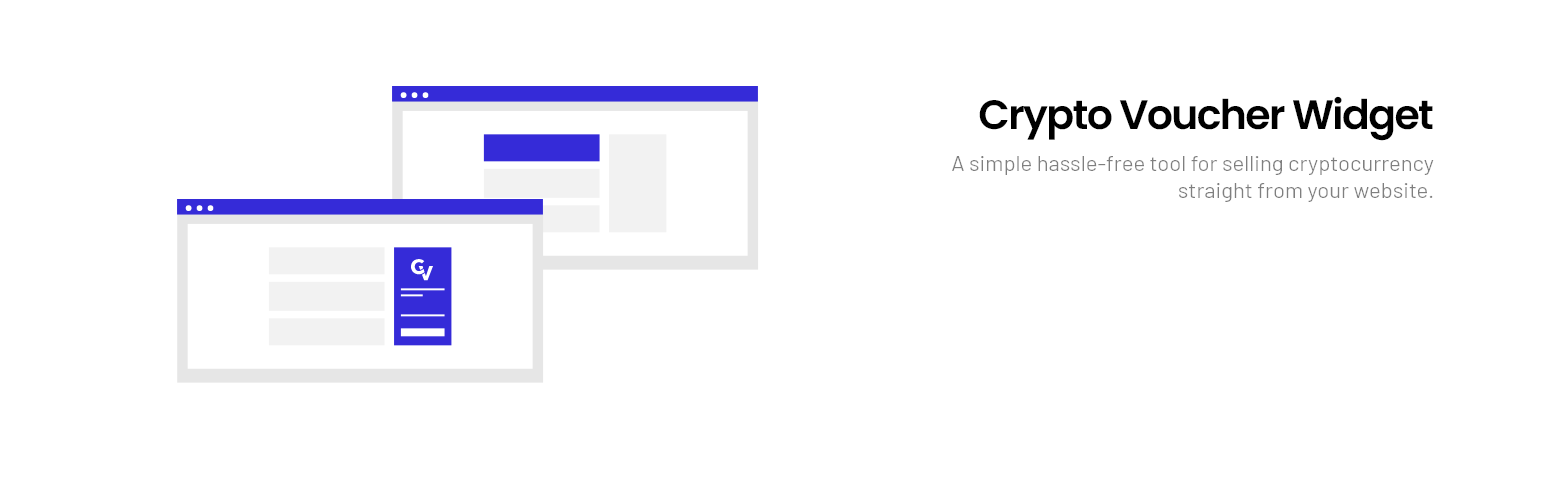 Crypto Voucher Widget
A simple hassle-free tool for selling cryptocurrency
straight from your website.
CV